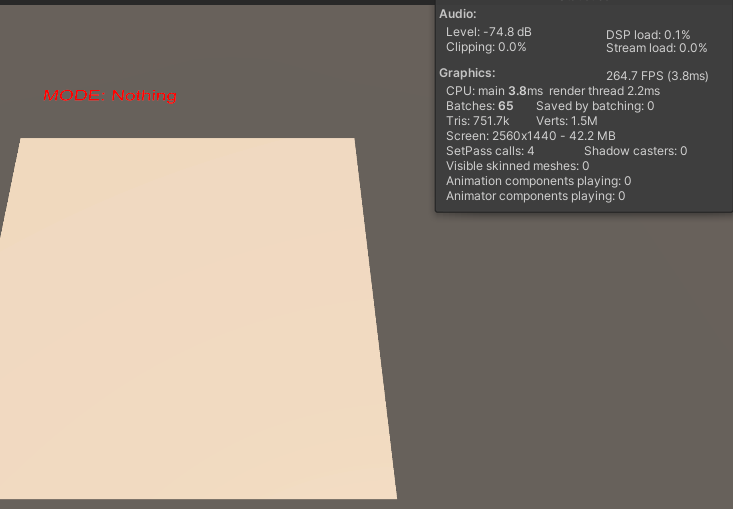 Audio:
Level: -74.8 dB DSP load: 0.1%
Clipping: 0.0% Stream load: 0.0%
Graphics: 264.7 FPS (3.8ms)
CPU: main 3.8ms render thread 2.2ms
Batches: 65 Saved by batching: 0
Tris: 751.7k Verts: 1.5M
Screen: 2560x1440 - 42.2 MB
SetPass calls: 4 Shadow casters: 0
Visible skinned meshes: 0
Animation components playing: 0
Animator components playing: 0
MODE: Nothing